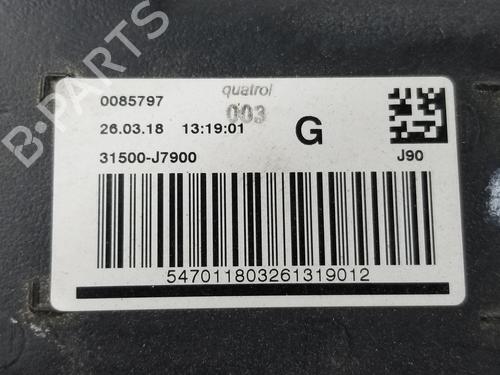 quatrol
0085797
003
26.03.18 13:19:01
G
31500-J7900
J90
547011803261319012
B-PARTS